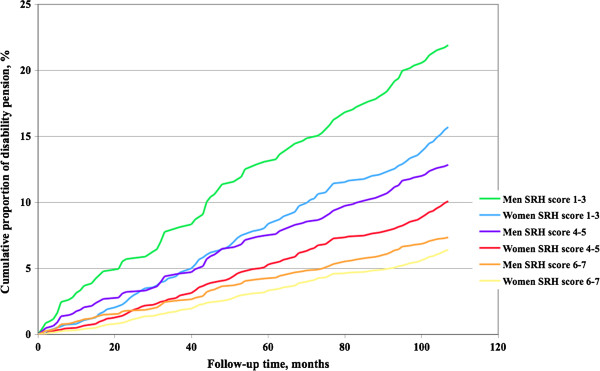 Cumulative proportion of disability pension, %
25
20
15
10
5
0
0 20 40 60 80 100 120
Follow-up time, months
Men SRH score 1-3
Women SRH score 1-3
Men SRH score 4-5
Women SRH score 4-5
Men SRH score 6-7
Women SRH score 6-7